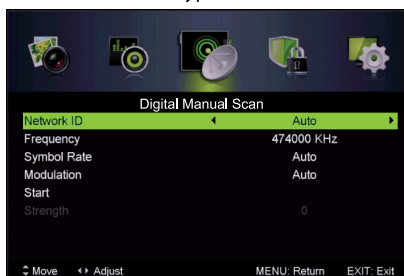 Digital Manual Scan
Network ID Auto
Frequency 474000 KHz
Symbol Rate Auto
Modulation Auto
Start
Strength 0
Move Adjust MENU: Return EXIT: Exit